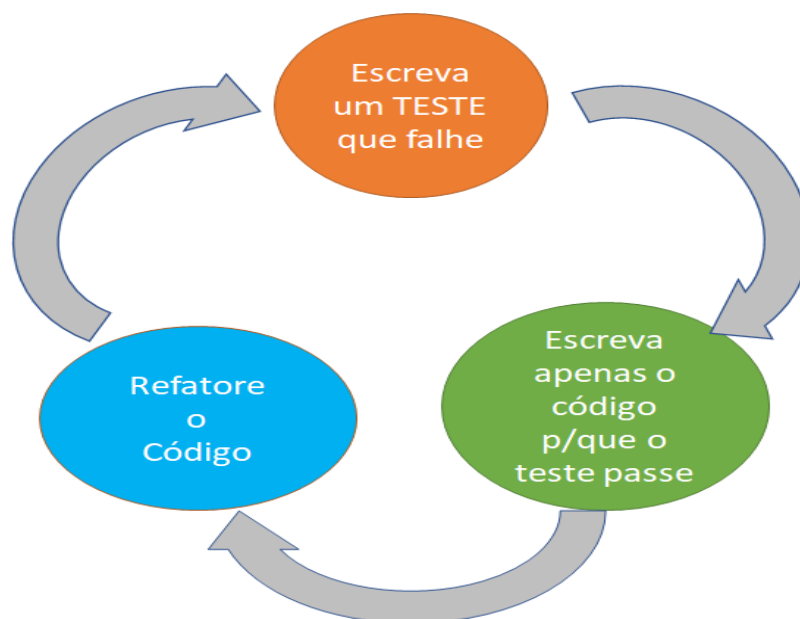 Escreva
um TESTE
que falhe
Escreva
apenas o
código
p/que o
teste passe
Refatore
o
Código